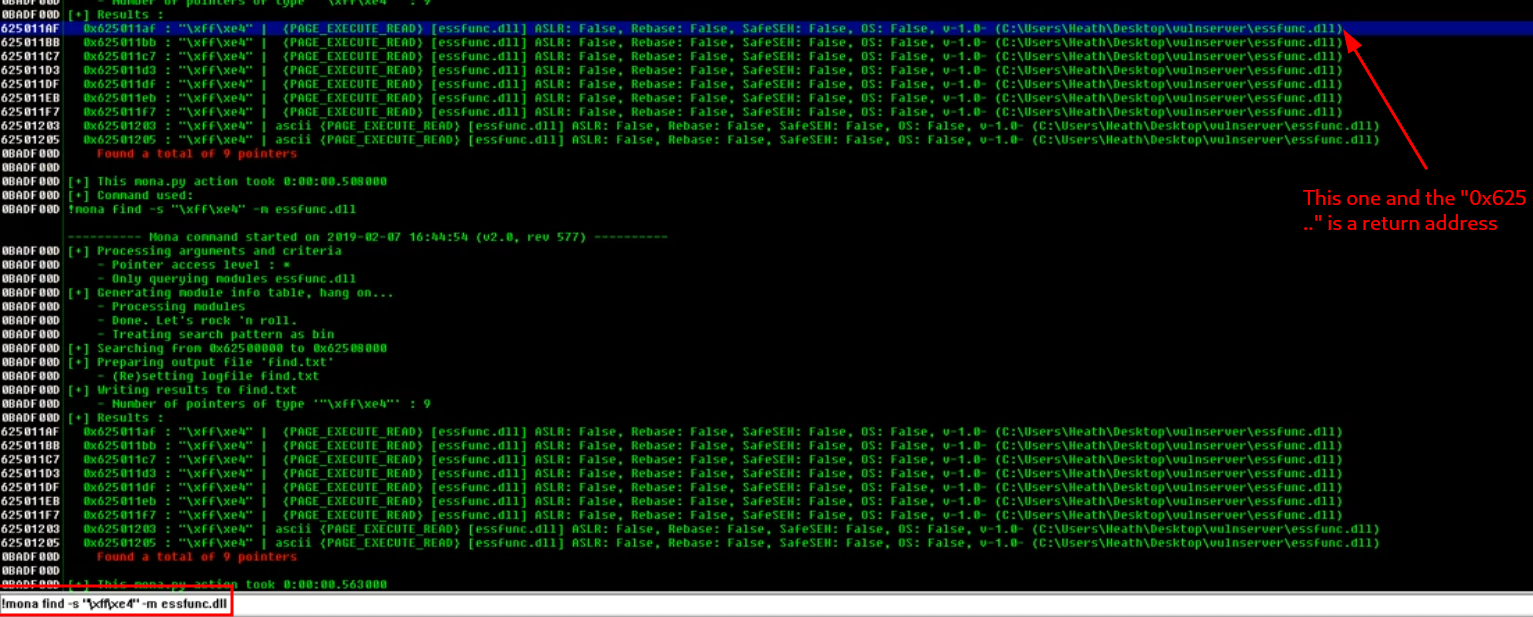 0BADF00D - Number of pointers of type '"\xff\xe4"' : 9
0BADF00D [+] Results :
625011AF 0x625011af : "\xff\xe4" | {PAGE_EXECUTE_READ} [essfunc.dll] ASLR: False, Rebase: False, SafeSEH: False, OS: False, v-1.0- (C:\Users\Heath\Desktop\vulnserver\essfunc.dll)
625011BB 0x625011bb : "\xff\xe4" | {PAGE_EXECUTE_READ} [essfunc.dll] ASLR: False, Rebase: False, SafeSEH: False, OS: False, v-1.0- (C:\Users\Heath\Desktop\vulnserver\essfunc.dll)
625011C7 0x625011c7 : "\xff\xe4" | {PAGE_EXECUTE_READ} [essfunc.dll] ASLR: False, Rebase: False, SafeSEH: False, OS: False, v-1.0- (C:\Users\Heath\Desktop\vulnserver\essfunc.dll)
625011D3 0x625011d3 : "\xff\xe4" | {PAGE_EXECUTE_READ} [essfunc.dll] ASLR: False, Rebase: False, SafeSEH: False, OS: False, v-1.0- (C:\Users\Heath\Desktop\vulnserver\essfunc.dll)
625011DF 0x625011df : "\xff\xe4" | {PAGE_EXECUTE_READ} [essfunc.dll] ASLR: False, Rebase: False, SafeSEH: False, OS: False, v-1.0- (C:\Users\Heath\Desktop\vulnserver\essfunc.dll)
625011EB 0x625011eb : "\xff\xe4" | {PAGE_EXECUTE_READ} [essfunc.dll] ASLR: False, Rebase: False, SafeSEH: False, OS: False, v-1.0- (C:\Users\Heath\Desktop\vulnserver\essfunc.dll)
625011F7 0x625011f7 : "\xff\xe4" | {PAGE_EXECUTE_READ} [essfunc.dll] ASLR: False, Rebase: False, SafeSEH: False, OS: False, v-1.0- (C:\Users\Heath\Desktop\vulnserver\essfunc.dll)
62501203 0x62501203 : "\xff\xe4" | ascii {PAGE_EXECUTE_READ} [essfunc.dll] ASLR: False, Rebase: False, SafeSEH: False, OS: False, v-1.0- (C:\Users\Heath\Desktop\vulnserver\essfunc.dll)
62501205 0x62501205 : "\xff\xe4" | ascii {PAGE_EXECUTE_READ} [essfunc.dll] ASLR: False, Rebase: False, SafeSEH: False, OS: False, v-1.0- (C:\Users\Heath\Desktop\vulnserver\essfunc.dll)
0BADF00D Found a total of 9 pointers
0BADF00D
0BADF00D [+] This mona.py action took 0:00:00.508000
0BADF00D [+] Command used:
0BADF00D !mona find -s "\xff\xe4" -m essfunc.dll
This one and the "0x625
.." is a return address
---------- Mona command started on 2019-02-07 16:44:54 (v2.0, rev 577) ----------
0BADF00D [+] Processing arguments and criteria
0BADF00D - Pointer access level : *
0BADF00D - Only querying modules essfunc.dll
0BADF00D [+] Generating module info table, hang on...
0BADF00D - Processing modules
0BADF00D - Done. Let's rock 'n roll.
0BADF00D - Treating search pattern as bin
0BADF00D [+] Searching from 0x62500000 to 0x62508000
0BADF00D [+] Preparing output file 'find.txt'
0BADF00D - (Re)setting logfile find.txt
0BADF00D [+] Writing results to find.txt
0BADF00D - Number of pointers of type '"\xff\xe4"' : 9
0BADF00D [+] Results :
625011AF 0x625011af : "\xff\xe4" | {PAGE_EXECUTE_READ} [essfunc.dll] ASLR: False, Rebase: False, SafeSEH: False, OS: False, v-1.0- (C:\Users\Heath\Desktop\vulnserver\essfunc.dll)
625011BB 0x625011bb : "\xff\xe4" | {PAGE_EXECUTE_READ} [essfunc.dll] ASLR: False, Rebase: False, SafeSEH: False, OS: False, v-1.0- (C:\Users\Heath\Desktop\vulnserver\essfunc.dll)
625011C7 0x625011c7 : "\xff\xe4" | {PAGE_EXECUTE_READ} [essfunc.dll] ASLR: False, Rebase: False, SafeSEH: False, OS: False, v-1.0- (C:\Users\Heath\Desktop\vulnserver\essfunc.dll)
625011D3 0x625011d3 : "\xff\xe4" | {PAGE_EXECUTE_READ} [essfunc.dll] ASLR: False, Rebase: False, SafeSEH: False, OS: False, v-1.0- (C:\Users\Heath\Desktop\vulnserver\essfunc.dll)
625011DF 0x625011df : "\xff\xe4" | {PAGE_EXECUTE_READ} [essfunc.dll] ASLR: False, Rebase: False, SafeSEH: False, OS: False, v-1.0- (C:\Users\Heath\Desktop\vulnserver\essfunc.dll)
625011EB 0x625011eb : "\xff\xe4" | {PAGE_EXECUTE_READ} [essfunc.dll] ASLR: False, Rebase: False, SafeSEH: False, OS: False, v-1.0- (C:\Users\Heath\Desktop\vulnserver\essfunc.dll)
625011F7 0x625011f7 : "\xff\xe4" | {PAGE_EXECUTE_READ} [essfunc.dll] ASLR: False, Rebase: False, SafeSEH: False, OS: False, v-1.0- (C:\Users\Heath\Desktop\vulnserver\essfunc.dll)
62501203 0x62501203 : "\xff\xe4" | ascii {PAGE_EXECUTE_READ} [essfunc.dll] ASLR: False, Rebase: False, SafeSEH: False, OS: False, v-1.0- (C:\Users\Heath\Desktop\vulnserver\essfunc.dll)
62501205 0x62501205 : "\xff\xe4" | ascii {PAGE_EXECUTE_READ} [essfunc.dll] ASLR: False, Rebase: False, SafeSEH: False, OS: False, v-1.0- (C:\Users\Heath\Desktop\vulnserver\essfunc.dll)
0BADF00D Found a total of 9 pointers
0BADF00D
0BADF00D [+] This mona.py action took 0:00:00.563000
!mona find -s "\xff\xe4" -m essfunc.dll